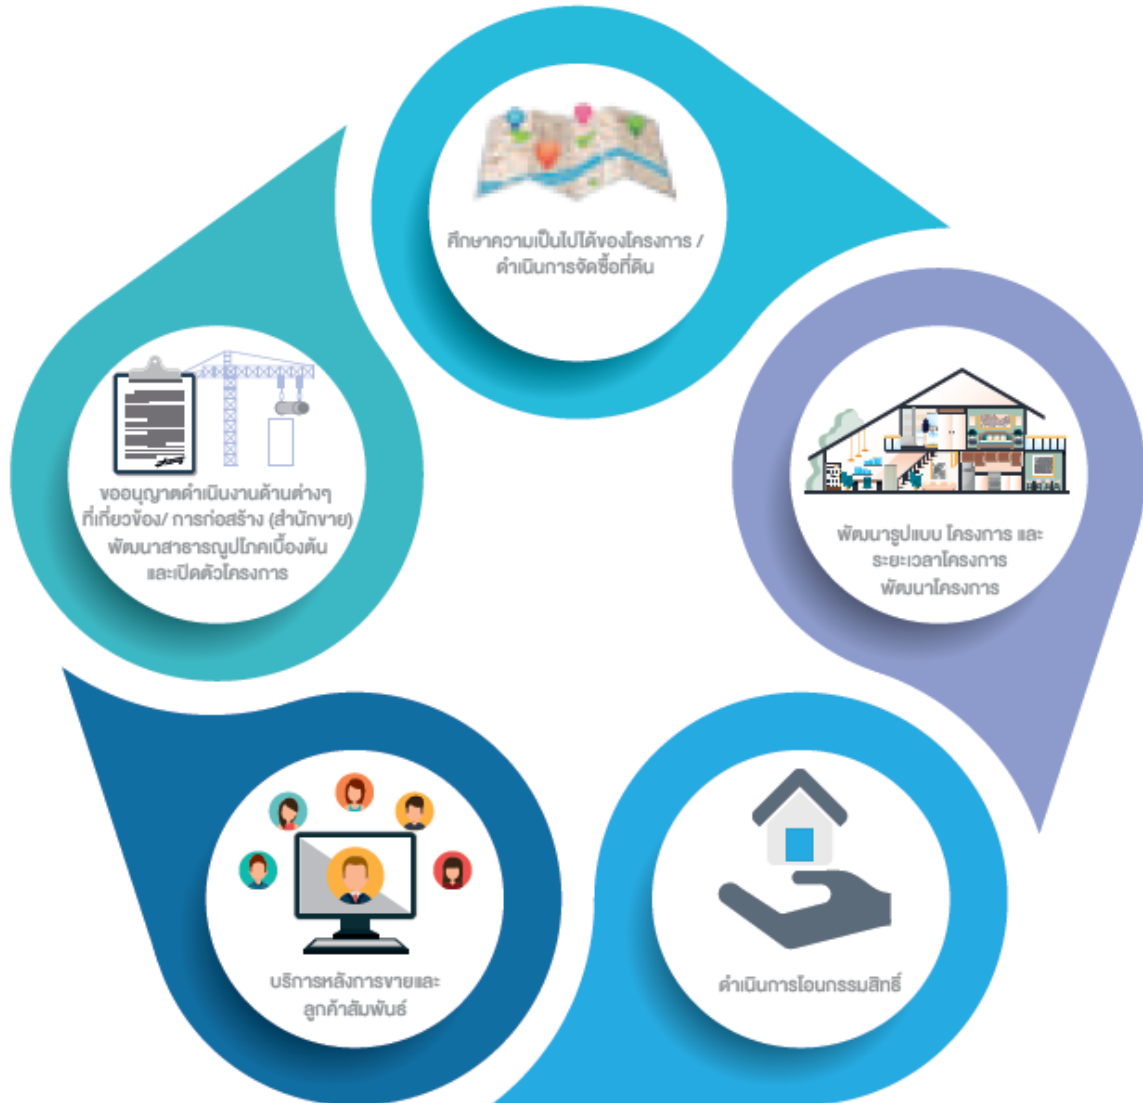 ศึกษาความเป็นไปได้ของโครงการ /
ดำเนินการจัดซื้อที่ดิน
พัฒนารูปแบบ โครงการ และ
ระยะเวลาโครงการ
พัฒนาโครงการ
ดำเนินการโอนกรรมสิทธิ์
บริการหลังการขายและ
ลูกค้าสัมพันธ์
ขออนุญาตดำเนินงานด้านต่างๆ
ที่เกี่ยวข้อง/ การก่อสร้าง (สำนักขาย)
พัฒนาสาธารณูปโภคเบื้องต้น
และเปิดตัวโครงการ